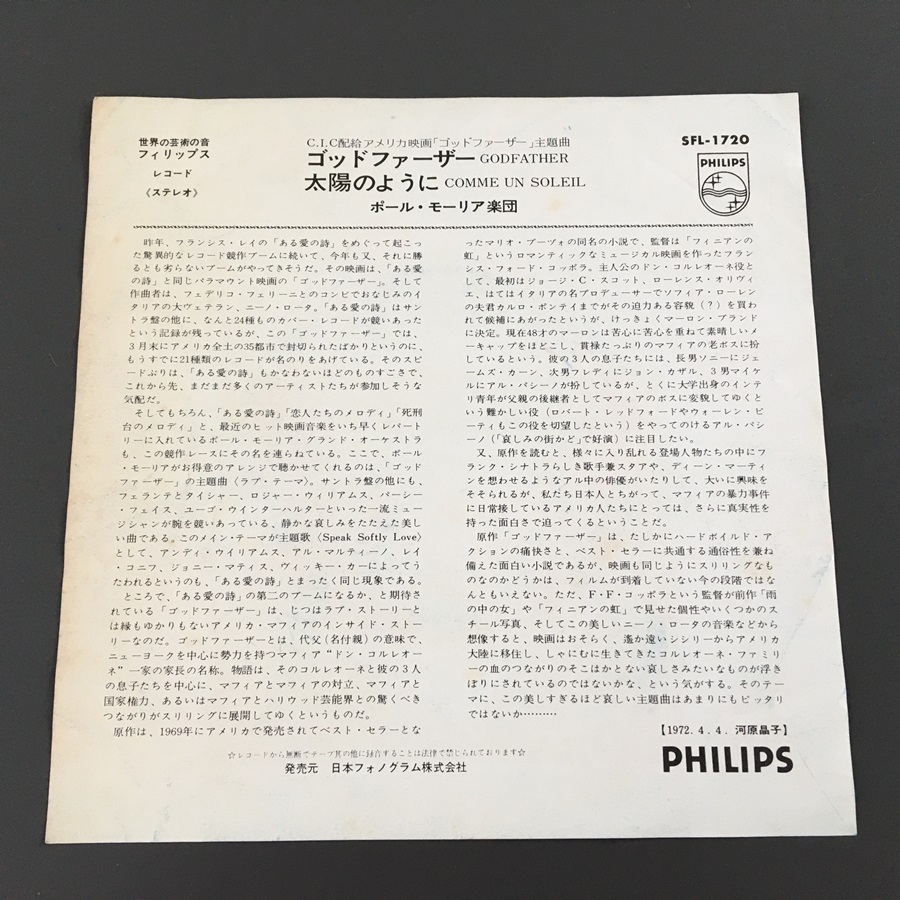 世界の芸術の音
フィリップス
レコード
《ステレオ》
C.I.C配給アメリカ映画「ゴッドファーザー」主題曲
ゴッドファーザー GODFATHER
太陽のように COMME UN SOLEIL
ポール・モーリア楽団
SFL-1720
PHILIPS
昨年、フランシス・レイの「ある愛の詩」をめぐって起こっ
た驚異的なレコード競作ブームに続いて、今年も又、それに勝
るとも劣らないブームがやってきそうだ。その映画は、「ある愛
の詩」と同じパラマウント映画の「ゴッドファーザー」。そして
作曲者は、フェデリコ・フェリーニとのコンビでおなじみのイ
タリアの大ヴェテラン、ニーノ・ロータ。「ある愛の詩」はサン
トラ盤の他に、なんと24種ものカバー・レコードが競いあった
という記録が残っているが、この「ゴッドファーザー」では、
3月末にアメリカ全土の35都市で封切られたばかりというのに、
もうすでに21種類のレコードが名のりをあげている。そのスピ
ードぶりは、「ある愛の詩」もかなわないほどのものすごさで、
これから先、まだまだ多くのアーティストたちが参加しそうな
気配だ。
そしてもちろん、「ある愛の詩」「恋人たちのメロディ」「死刑
台のメロディ」と、最近のヒット映画音楽をいち早くレパート
リーに入れているポール・モーリア・グランド・オーケストラ
も、この競作レースにその名を連らねている。ここで、ポー
ル・モーリアがお得意のアレンジで聴かせてくれるのは、「ゴッド
ファーザー」の主題曲（ラブ・テーマ）。サントラ盤の他にも、
フェランテとタイシャー、ロジャー・ウィリアムス、パーシー
・フェイス、ユーゴ・ウインターハルターといった一流ミュー
ジシャンが腕を競いあっている、静かな哀しみをたたえた美し
い曲である。このメイン・テーマが主題歌〈Speak Softly Love〉
として、アンディ・ウイリアムス、アル・マルティーノ、レイ
・コニフ、ジョニー・マティス、ヴィッキー・カーによってう
たわれるというのも、「ある愛の詩」とまったく同じ現象である。
ところで、「ある愛の詩」の第二のブームになるか、と期待さ
れている「ゴッドファーザー」は、じつはラブ・ストーリーと
は縁もゆかりもないアメリカ・マフィアのインサイド・ストー
リーなのだ。ゴッドファーザーとは、代父（名付親）の意味で、
ニューヨークを中心に勢力を持つマフィア“ドン・コルレオー
ネ”一家の家長の名称。物語は、そのコルレオーネと彼の3人
の息子たちを中心に、マフィアとマフィアの対立、マフィアと
国家権力、あるいはマフィアとハリウッド芸能界との驚くべき
つながりがスリリングに展開してゆくというものだ。
原作は、1969年にアメリカで発売されてベスト・セラーとな
ったマリオ・プーヅォの同名の小説で、監督は「フィニアンの
虹」というロマンティックなミュージカル映画を作ったフラン
シス・フォード・コッポラ。主人公のドン・コルレオーネ役と
して、最初はジョージ・C・スコット、ローレンス・オリヴィ
エ、はてはイタリアの名プロデューサーでソフィア・ローレン
の夫君カルロ・ポンティまでがその迫力ある容貌（？）を買わ
れて候補にあがったというが、けっきょくマーロン・ブランド
に決定。現在48才のマーロンは苦心に苦心を重ねて素晴しいメ
ーキャップをほどこし、貫禄たっぷりのマフィアの老ボスに扮
しているという。彼の3人の息子たちには、長男ソニーにジェ
ームズ・カーン、次男フレディにジョン・カザル、3男マイケ
ルにアル・パシーノが扮しているが、とくに大学出身のインテ
リ青年が父親の後継者としてマフィアのボスに変貌してゆくと
いう難かしい役（ロバート・レッドフォードやウォーレン・ビ
ーティもこの役を切望したという）をやってのけるアル・パシ
ーノ（「哀しみの街かど」で好演）に注目したい。
又、原作を読むと、様々に入り乱れる登場人物たちの中にフ
ランク・シナトラらしき歌手兼スタアや、ディーン・マーティ
ンを想わせるようなアル中の俳優がいたりして、大いに興味を
そそられるが、私たち日本人とちがって、マフィアの暴力事件
に日常接しているアメリカ人たちにとっては、さらに真実性を
持った面白さで迫ってくるということだ。
原作「ゴッドファーザー」は、たしかにハードボイルド・ア
クションの痛快さと、ベスト・セラーに共通する通俗性を兼ね
備えた面白い小説であるが、映画も同じようにスリリングなも
のなのかどうかは、フィルムが到着していない今の段階ではな
んともいえない。ただ、F・F・コッポラという監督が前作「雨
の中の女」や「フィニアンの虹」で見せた個性やいくつかのス
チール写真、そしてこの美しいニーノ・ロータの音楽などから
想像すると、映画はおそらく、遙か遠いシシリーからアメリカ
大陸に移住し、しゃにむに生きてきたコルレオーネ・ファミリ
ーの血のつながりのそこはかとない哀しさみたいなものが浮き
ぼりにされているのではないかな、という気がする。そのテー
マに、この美しすぎるほど哀しい主題曲はあまりにもピッタリ
ではないか………
【1972．4．4．河原晶子】
☆レコードから無断でテープ其の他に録音することは法律で禁じられております☆
発売元 日本フォノグラム株式会社
PHILIPS